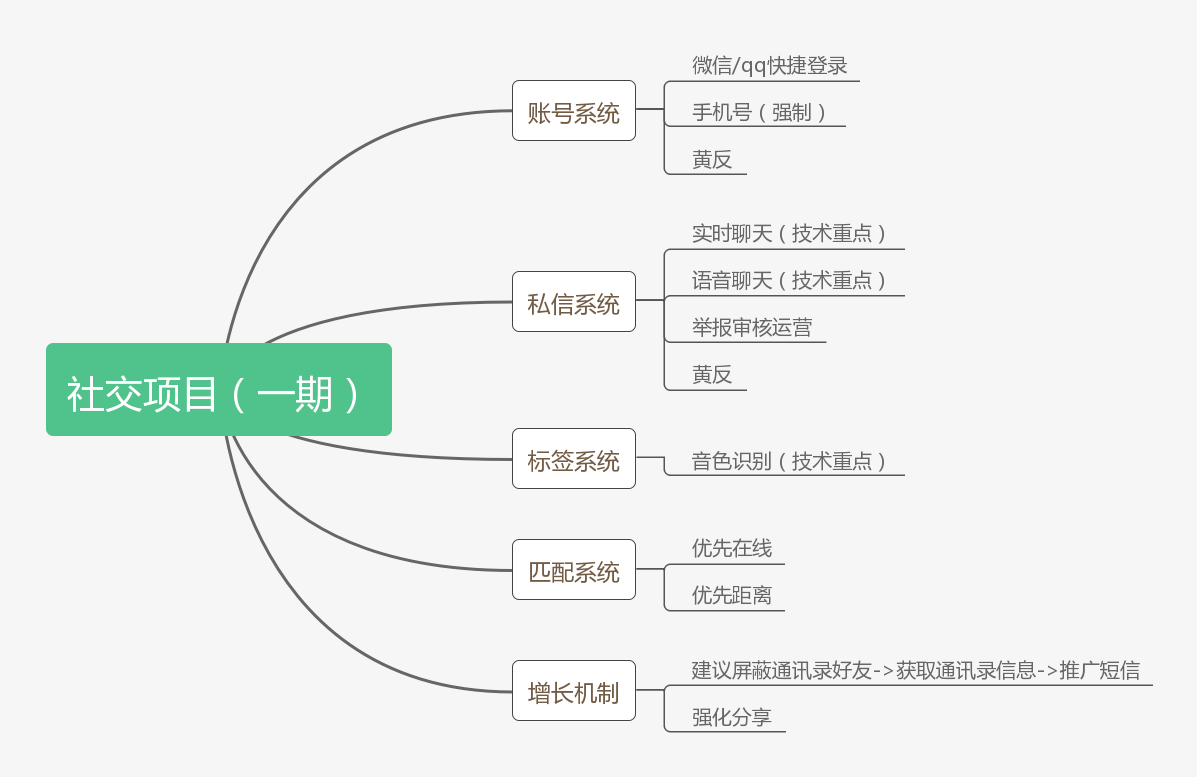 社交项目（一期）
账号系统
微信/qq快捷登录
手机号（强制）
黄反
私信系统
实时聊天（技术重点）
语音聊天（技术重点）
举报审核运营
黄反
标签系统
音色识别（技术重点）
匹配系统
优先在线
优先距离
增长机制
建议屏蔽通讯录好友->获取通讯录信息->推广短信
强化分享